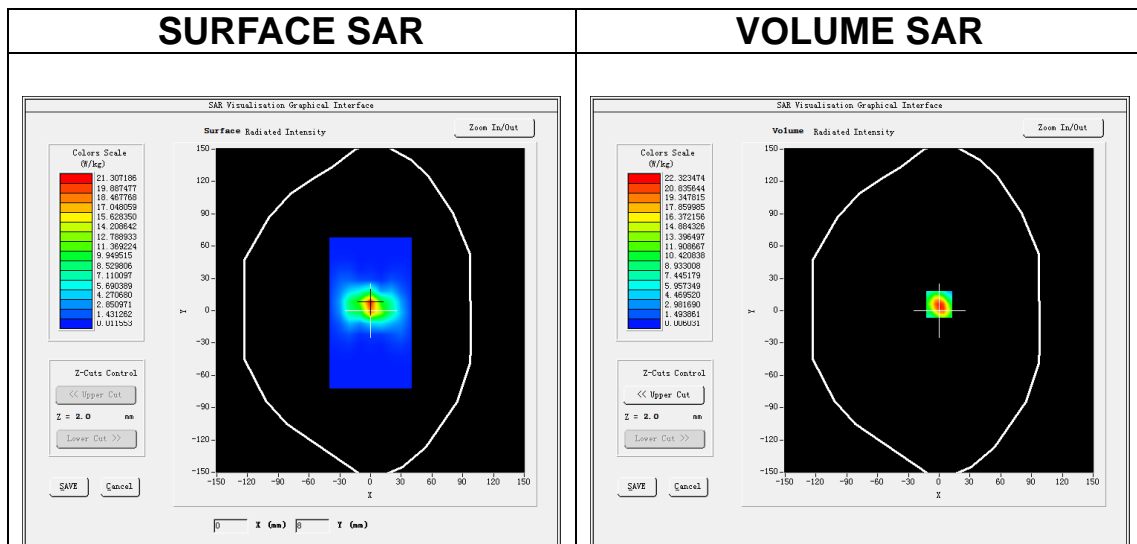 SURFACE SAR
VOLUME SAR
SAR Visualisation Graphical Interface
Surface Radiated Intensity
Zoom In/Out
Colors Scale
(W/kg)
21.307186
19.887477
18.467768
17.048059
15.628350
14.208642
12.788933
11.369224
9.949515
8.529806
7.110097
5.690389
4.270680
2.850971
1.431262
0.011553
150
120
90
60
30
0
-30
-60
-90
-120
-150
Y
-150 -120 -90 -60 -30 0 30 60 90 120 150
X
Z-Cuts Control
<< Upper Cut
Z = 2.0 mm
Lower Cut >>
SAVE Cancel
0 X (mm) 8 Y (mm)
SAR Visualisation Graphical Interface
Volume Radiated Intensity
Zoom In/Out
Colors Scale
(W/kg)
22.323474
20.835644
19.347815
17.859985
16.372156
14.884326
13.396497
11.908667
10.420838
8.933008
7.445179
5.957349
4.469520
2.981690
1.493861
0.006031
150
120
90
60
30
0
-30
-60
-90
-120
-150
Y
-150 -120 -90 -60 -30 0 30 60 90 120 150
X
Z-Cuts Control
<< Upper Cut
Z = 2.0 mm
Lower Cut >>
SAVE Cancel